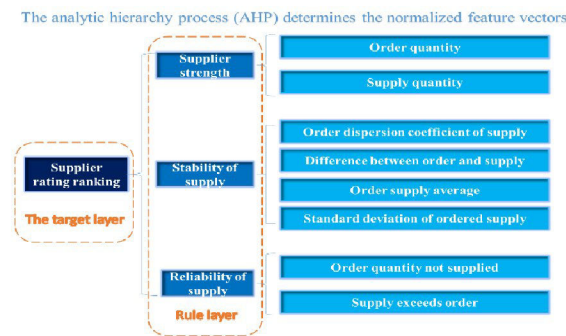 The analytic hierarchy process (AHP) determines the normalized feature vectors
Supplier
strength
Order quantity
Supply quantity
Supplier
rating ranking
The target layer
Stability of
supply
Order dispersion coefficient of supply
Difference between order and supply
Order supply average
Standard deviation of ordered supply
Reliability of
supply
Rule layer
Order quantity not supplied
Supply exceeds order